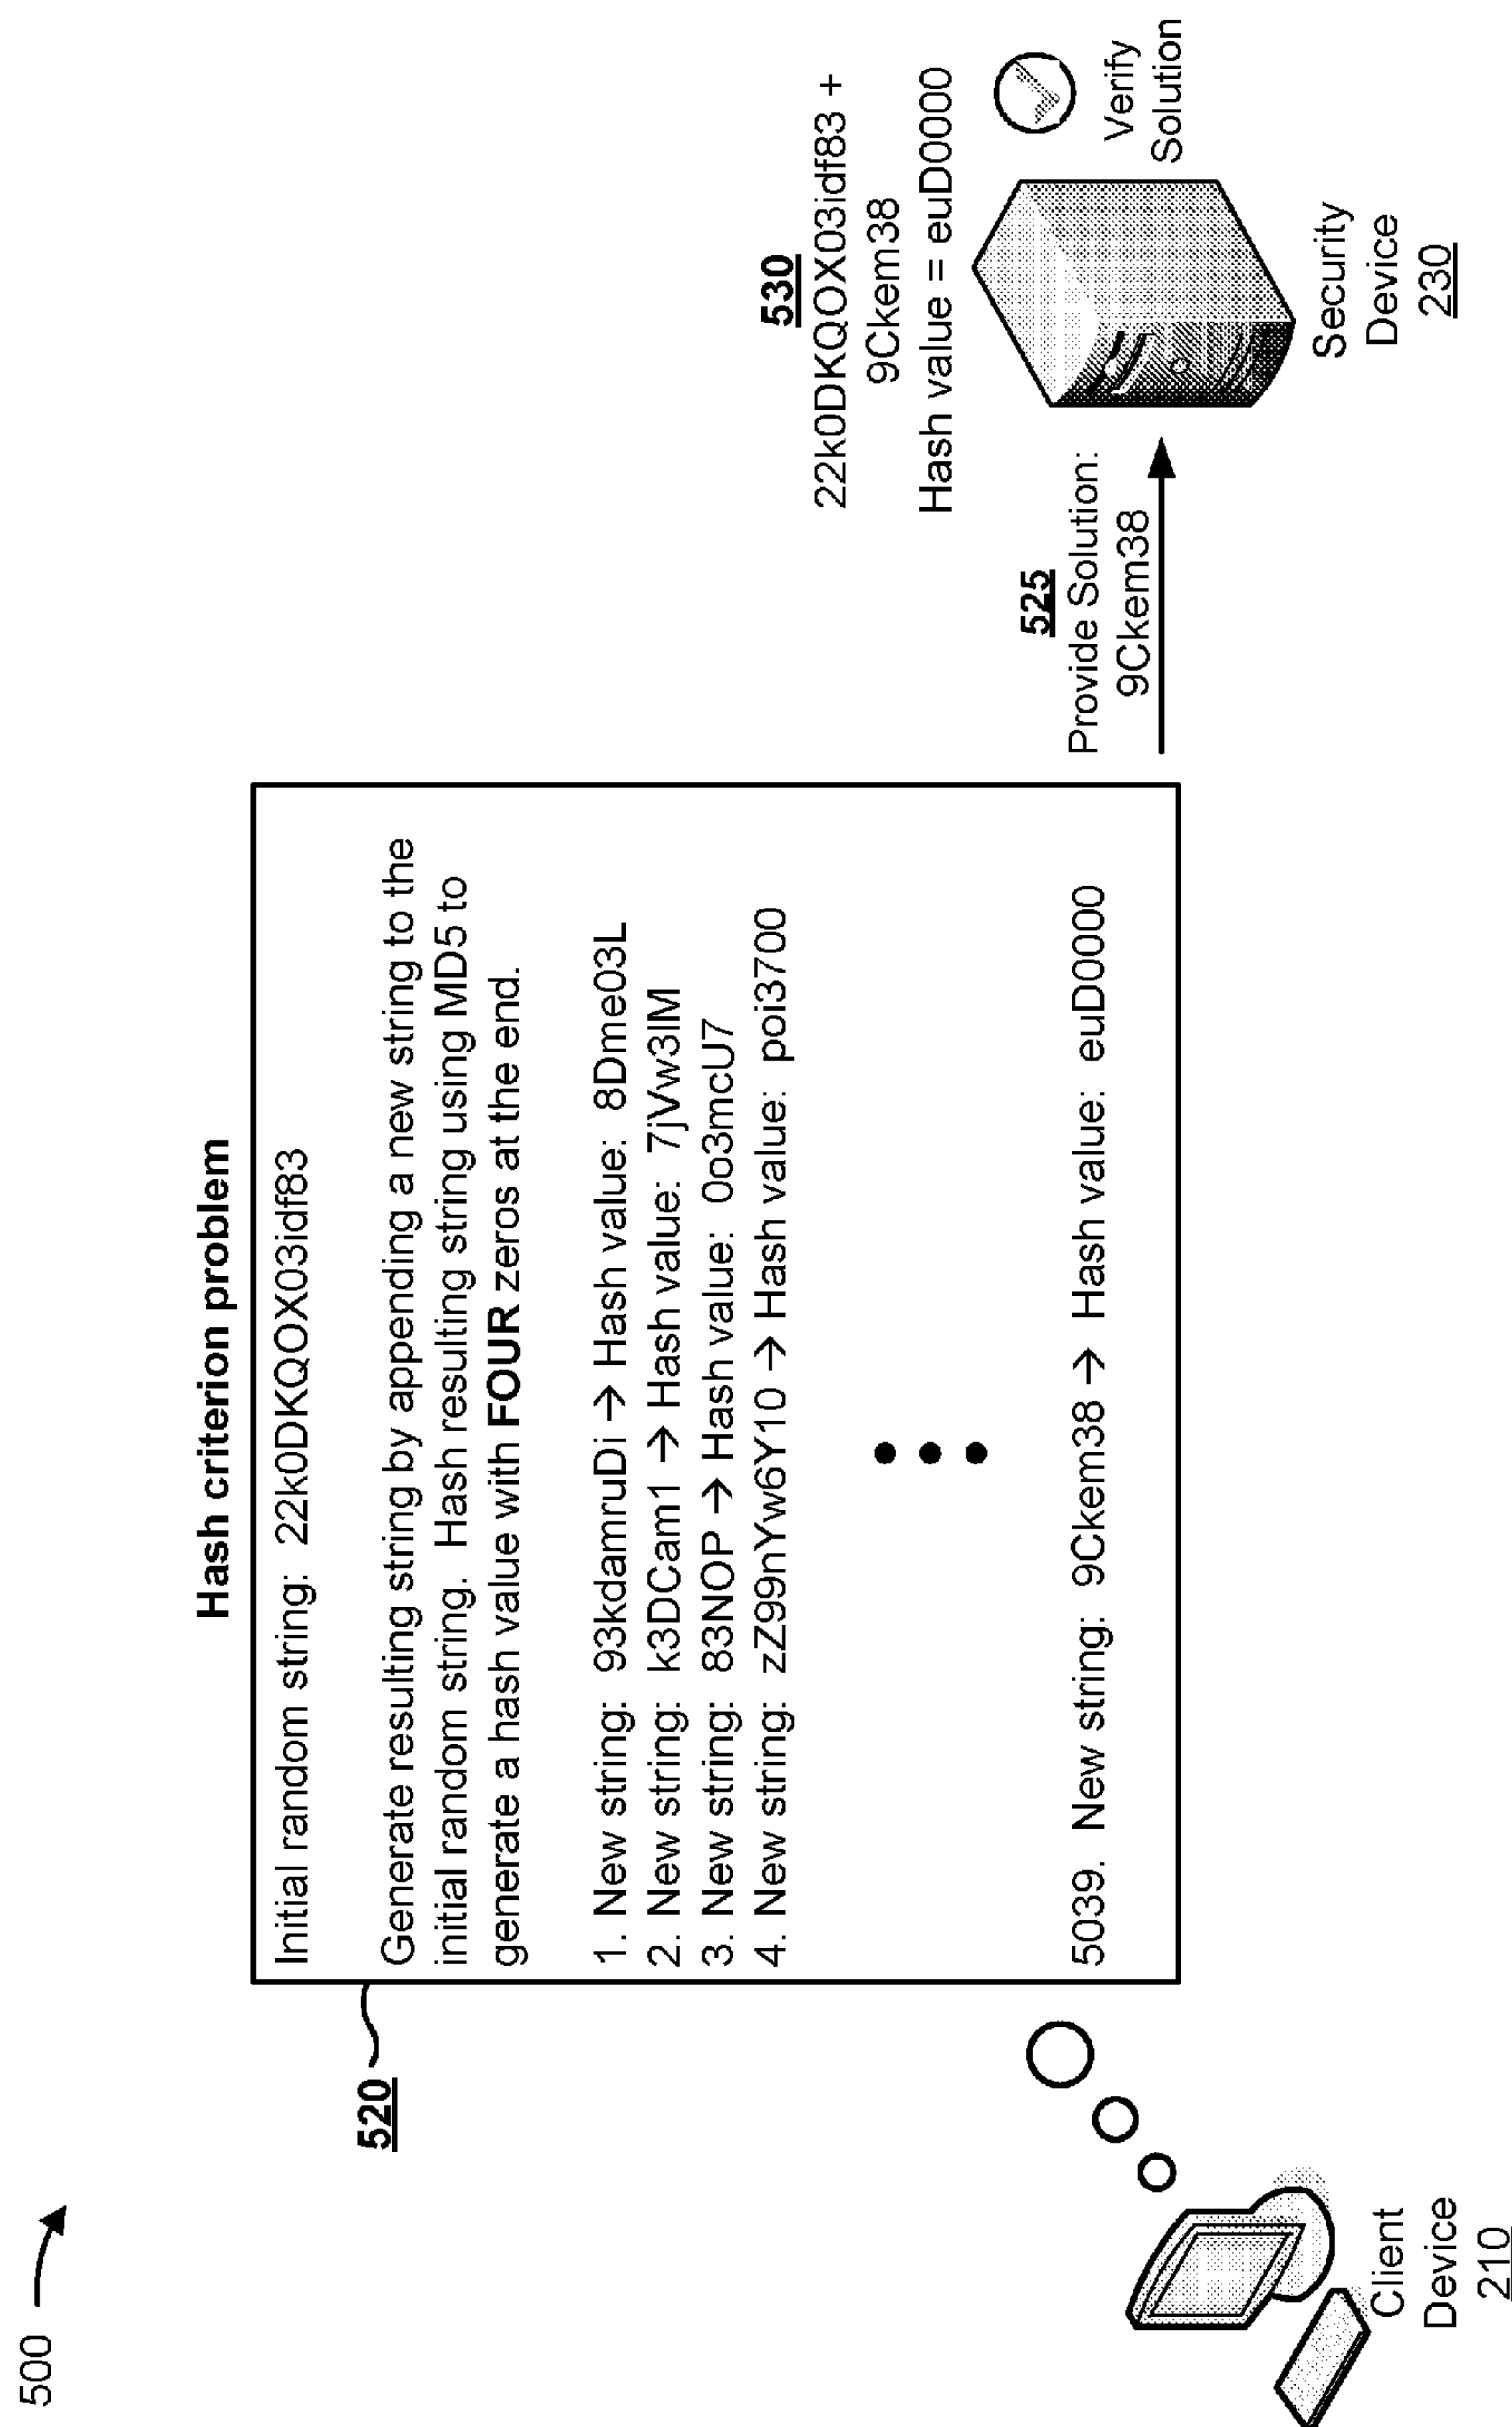 500
Hash criterion problem
520
Initial random string: 22k0DKQOX03idf83
Generate resulting string by appending a new string to the
initial random string. Hash resulting string using MD5 to
generate a hash value with FOUR zeros at the end.
1. New string: 93kdamruDi → Hash value: 8Dme03L
2. New string: k3DCam1 → Hash value: 7jVw3lM
3. New string: 83NOP → Hash value: 0o3mcU7
4. New string: zZ99nYw6Y10 → Hash value: poi3700
5039. New string: 9Ckem38 → Hash value: euD0000
Client
Device
210
525
Provide Solution:
9Ckem38
530
22k0DKQOX03idf83 +
9Ckem38
Hash value = euD0000
Verify
Solution
Security
Device
230